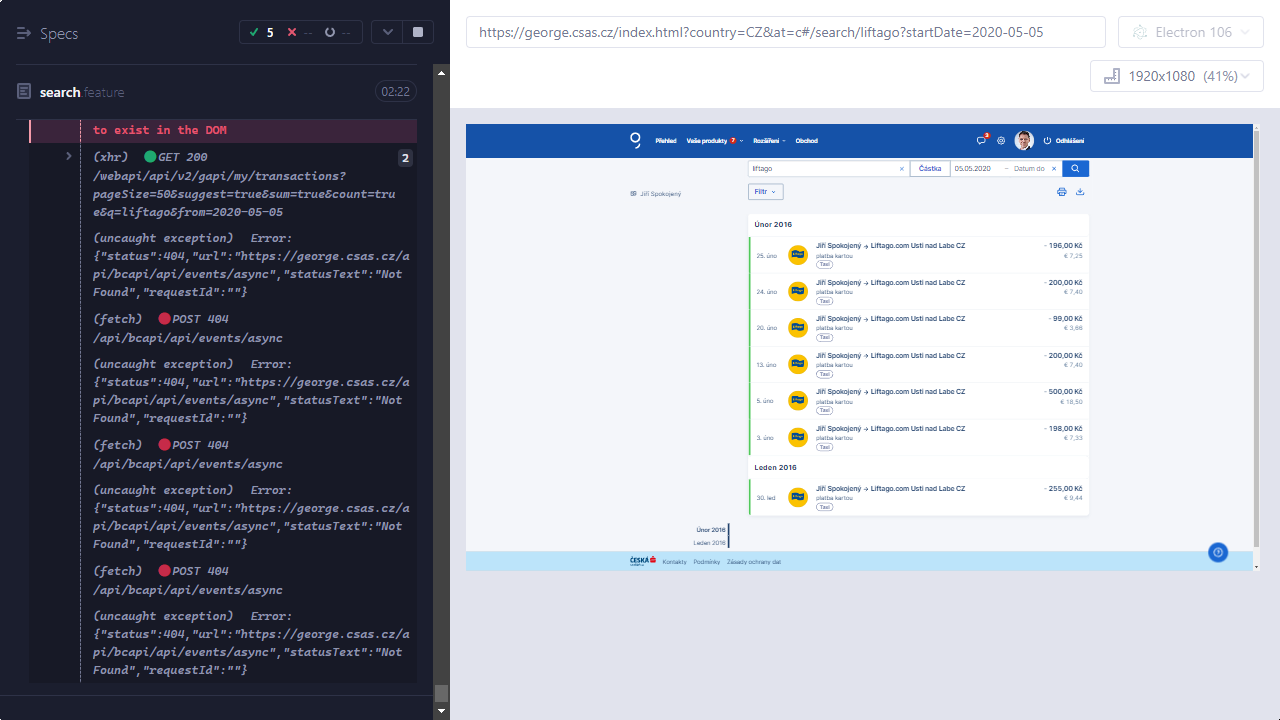 Specs
5
--
--
search.feature
02:22
to exist in the DOM
(xhr) GET 200
2
/webapi/api/v2/george/transactions?
pageSize=50&suggest=true&sum=true&count=tru
e&q=liftago&from=2020-05-05
(uncaught exception) Error:
{"status":404,"url":"https://george.csas.cz/a
pi/bcapi/api/events/async","statusText":"Not
Found","requestId":""}
(fetch) POST 404
/api/bcapi/api/events/async
(uncaught exception) Error:
{"status":404,"url":"https://george.csas.cz/a
pi/bcapi/api/events/async","statusText":"Not
Found","requestId":""}
(fetch) POST 404
/api/bcapi/api/events/async
(uncaught exception) Error:
{"status":404,"url":"https://george.csas.cz/a
pi/bcapi/api/events/async","statusText":"Not
Found","requestId":""}
(fetch) POST 404
/api/bcapi/api/events/async
(uncaught exception) Error:
{"status":404,"url":"https://george.csas.cz/a
pi/bcapi/api/events/async","statusText":"Not
Found","requestId":""}
https://george.csas.cz/index.html?country=CZ&at=c#/search/liftago?startDate=2020-05-05
Electron 106
1920x1080 (41%)
Přehled
Vaše produkty 7
Rozšíření
Obchod
3
Odhlášení
liftago
Částka
05.05.2020 – Datum do
Jiří Spokojený
Filtr
Únor 2016
25. úno
Jiří Spokojený → Liftago.com Usti nad Labe CZ
- 196,00 Kč
platba kartou
€ 7,25
Taxi
24. úno
Jiří Spokojený → Liftago.com Usti nad Labe CZ
- 200,00 Kč
platba kartou
€ 7,40
Taxi
20. úno
Jiří Spokojený → Liftago.com Usti nad Labe CZ
- 99,00 Kč
platba kartou
€ 3,66
Taxi
13. úno
Jiří Spokojený → Liftago.com Usti nad Labe CZ
- 200,00 Kč
platba kartou
€ 7,40
Taxi
5. úno
Jiří Spokojený → Liftago.com Usti nad Labe CZ
- 500,00 Kč
platba kartou
€ 18,50
Taxi
3. úno
Jiří Spokojený → Liftago.com Usti nad Labe CZ
- 198,00 Kč
platba kartou
€ 7,33
Taxi
Leden 2016
30. led
Jiří Spokojený → Liftago.com Usti nad Labe CZ
- 255,00 Kč
platba kartou
€ 9,44
Taxi
Únor 2016
Leden 2016
ČESKÁ
Kontakty
Podmínky
Zásady ochrany dat